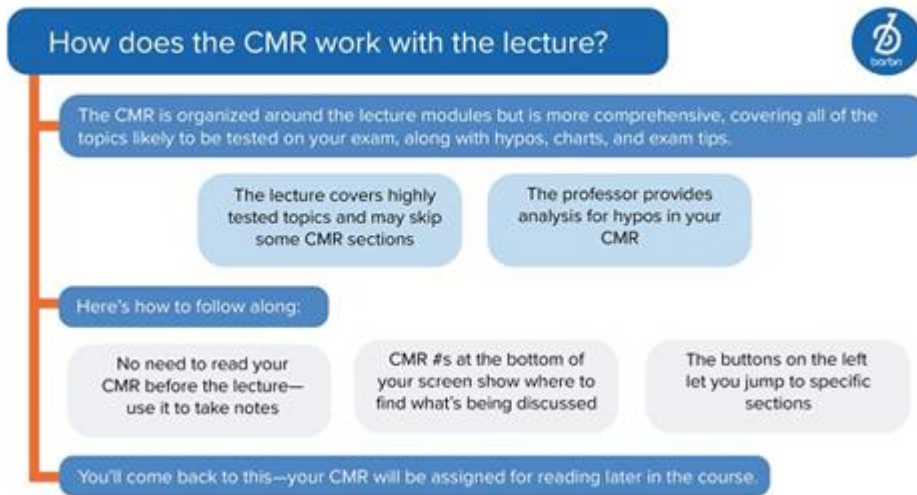 How does the CMR work with the lecture?
barbri
The CMR is organized around the lecture modules but is more comprehensive, covering all of the
topics likely to be tested on your exam, along with hypos, charts, and exam tips.
The lecture covers highly
tested topics and may skip
some CMR sections
The professor provides
analysis for hypos in your
CMR
Here's how to follow along:
No need to read your
CMR before the lecture—
use it to take notes
CMR #s at the bottom of
your screen show where to
find what's being discussed
The buttons on the left
let you jump to specific
sections
You'll come back to this—your CMR will be assigned for reading later in the course.